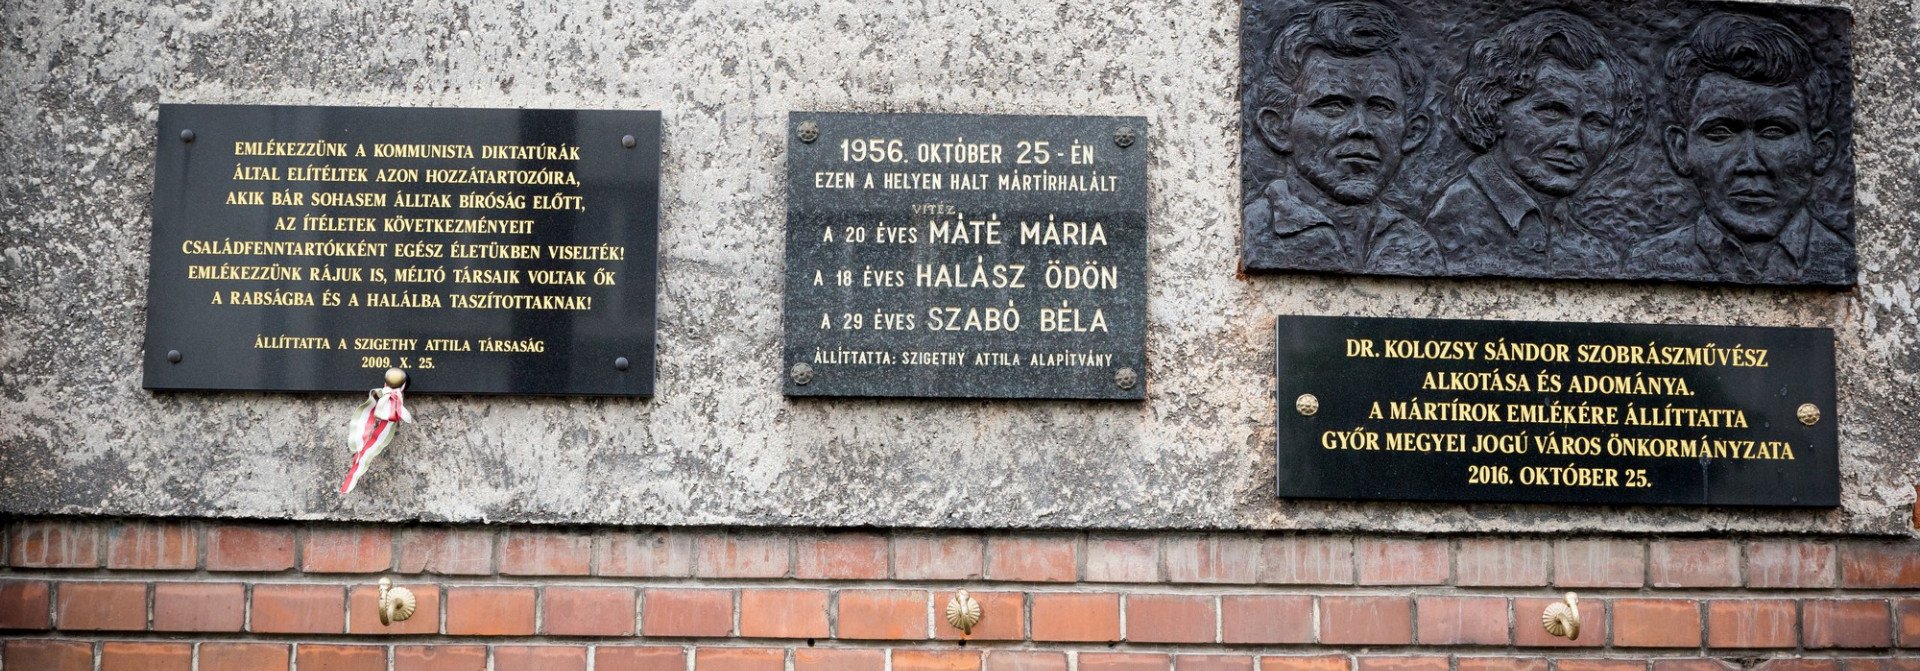 EMLÉKEZZÜNK A KOMMUNISTA DIKTATÚRÁK
ÁLTAL ELÍTÉLTEK AZON HOZZÁTARTOZÓIRA,
AKIK BÁR SOHASEM ÁLLTAK BÍRÓSÁG ELŐTT,
AZ ÍTÉLETEK KÖVETKEZMÉNYEIT
CSALÁDFENNTARTÓKKÉNT EGÉSZ ÉLETÜKBEN VISELTÉK!
EMLÉKEZZÜNK RÁJUK IS, MÉLTÓ TÁRSAIK VOLTAK ŐK
A RABSÁGBA ÉS A HALÁLBA TASZÍTOTTAKNAK!
ÁLLÍTTATTA A SZIGETHY ATTILA TÁRSASÁG
2009. X. 25.
1956. OKTÓBER 25-ÉN
EZEN A HELYEN HALT MÁRTÍRHALÁLT
VITÉZ
A 20 ÉVES MÁTÉ MÁRIA
A 18 ÉVES HALÁSZ ÖDÖN
A 29 ÉVES SZABÓ BÉLA
ÁLLÍTTATTA: SZIGETHY ATTILA ALAPÍTVÁNY
DR. KOLOZSY SÁNDOR SZOBRÁSZMŰVÉSZ
ALKOTÁSA ÉS ADOMÁNYA.
A MÁRTÍROK EMLÉKÉRE ÁLLÍTTATTA
GYŐR MEGYEI JOGÚ VÁROS ÖNKORMÁNYZATA
2016. OKTÓBER 25.